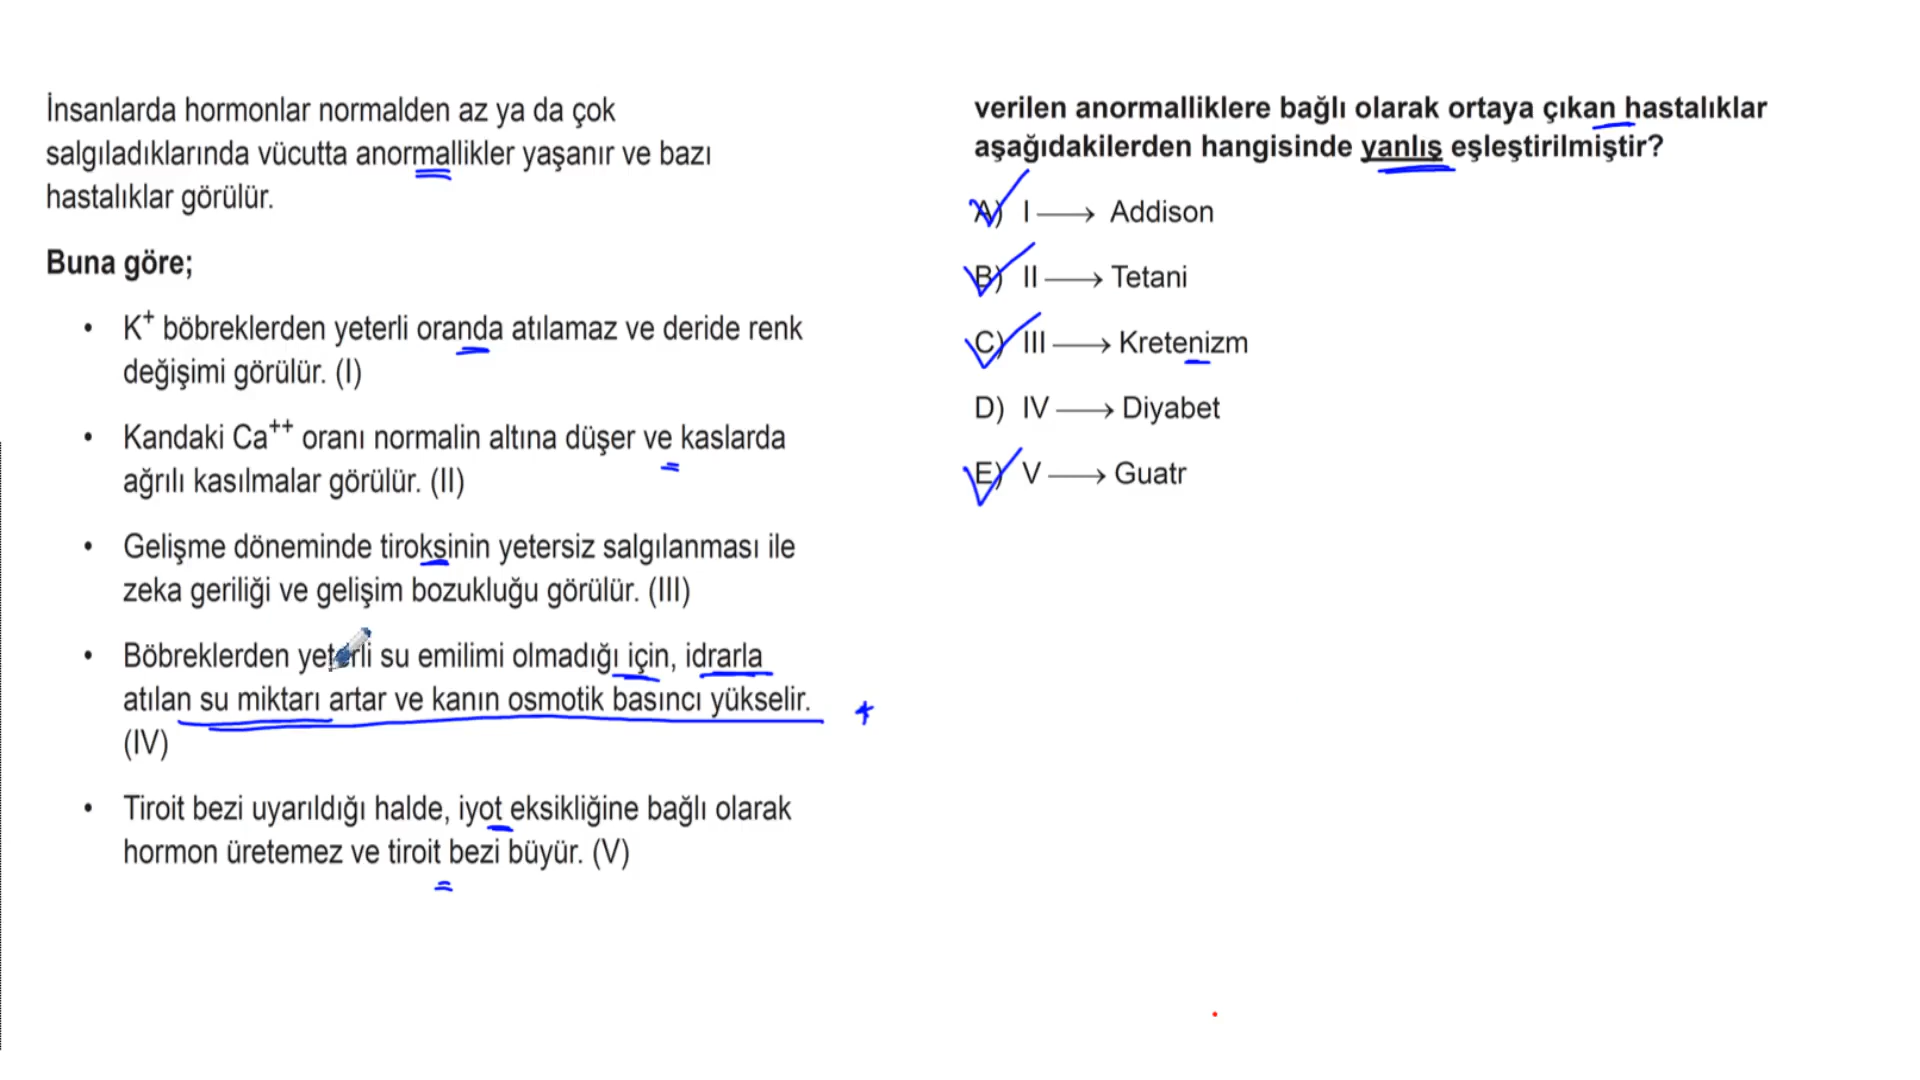 İnsanlarda hormonlar normalden az ya da çok
salgıladıklarında vücutta anormallikler yaşanır ve bazı
hastalıklar görülür.
Buna göre;
• K⁺ böbreklerden yeterli oranda atılamaz ve deride renk
değişimi görülür. (I)
• Kandaki Ca⁺⁺ oranı normalin altına düşer ve kaslarda
ağrılı kasılmalar görülür. (II)
• Gelişme döneminde tiroksinin yetersiz salgılanması ile
zeka geriliği ve gelişim bozukluğu görülür. (III)
• Böbreklerden yeterli su emilimi olmadığı için, idrarla
atılan su miktarı artar ve kanın osmotik basıncı yükselir.
(IV)
• Tiroit bezi uyarıldığı halde, iyot eksikliğine bağlı olarak
hormon üretemez ve tiroit bezi büyür. (V)
verilen anormalliklere bağlı olarak ortaya çıkan hastalıklar
aşağıdakilerden hangisinde yanlış eşleştirilmiştir?
A) I → Addison
B) II → Tetani
C) III → Kretenizm
D) IV → Diyabet
E) V → Guatr